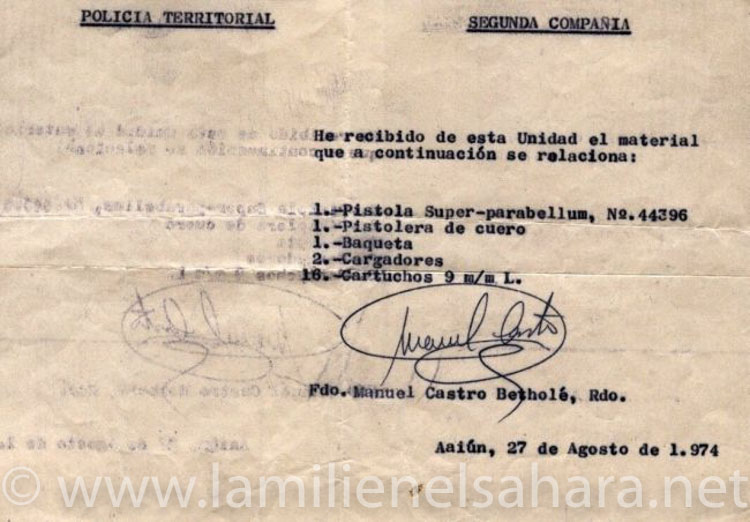 POLICIA TERRITORIAL
SEGUNDA COMPAÑIA
He recibido de esta Unidad el material
que a continuación se relaciona:
1.-Pistola Super-parabellum, Nº.44396
1.-Pistolera de cuero
1.-Baqueta
2.-Cargadores
16.-Cartuchos 9 m/m L.
Manuel Castro
Fdo. Manuel Castro Betholé, Rdo.
Aaiún, 27 de Agosto de 1.974
© www.lamilienelsahara.net